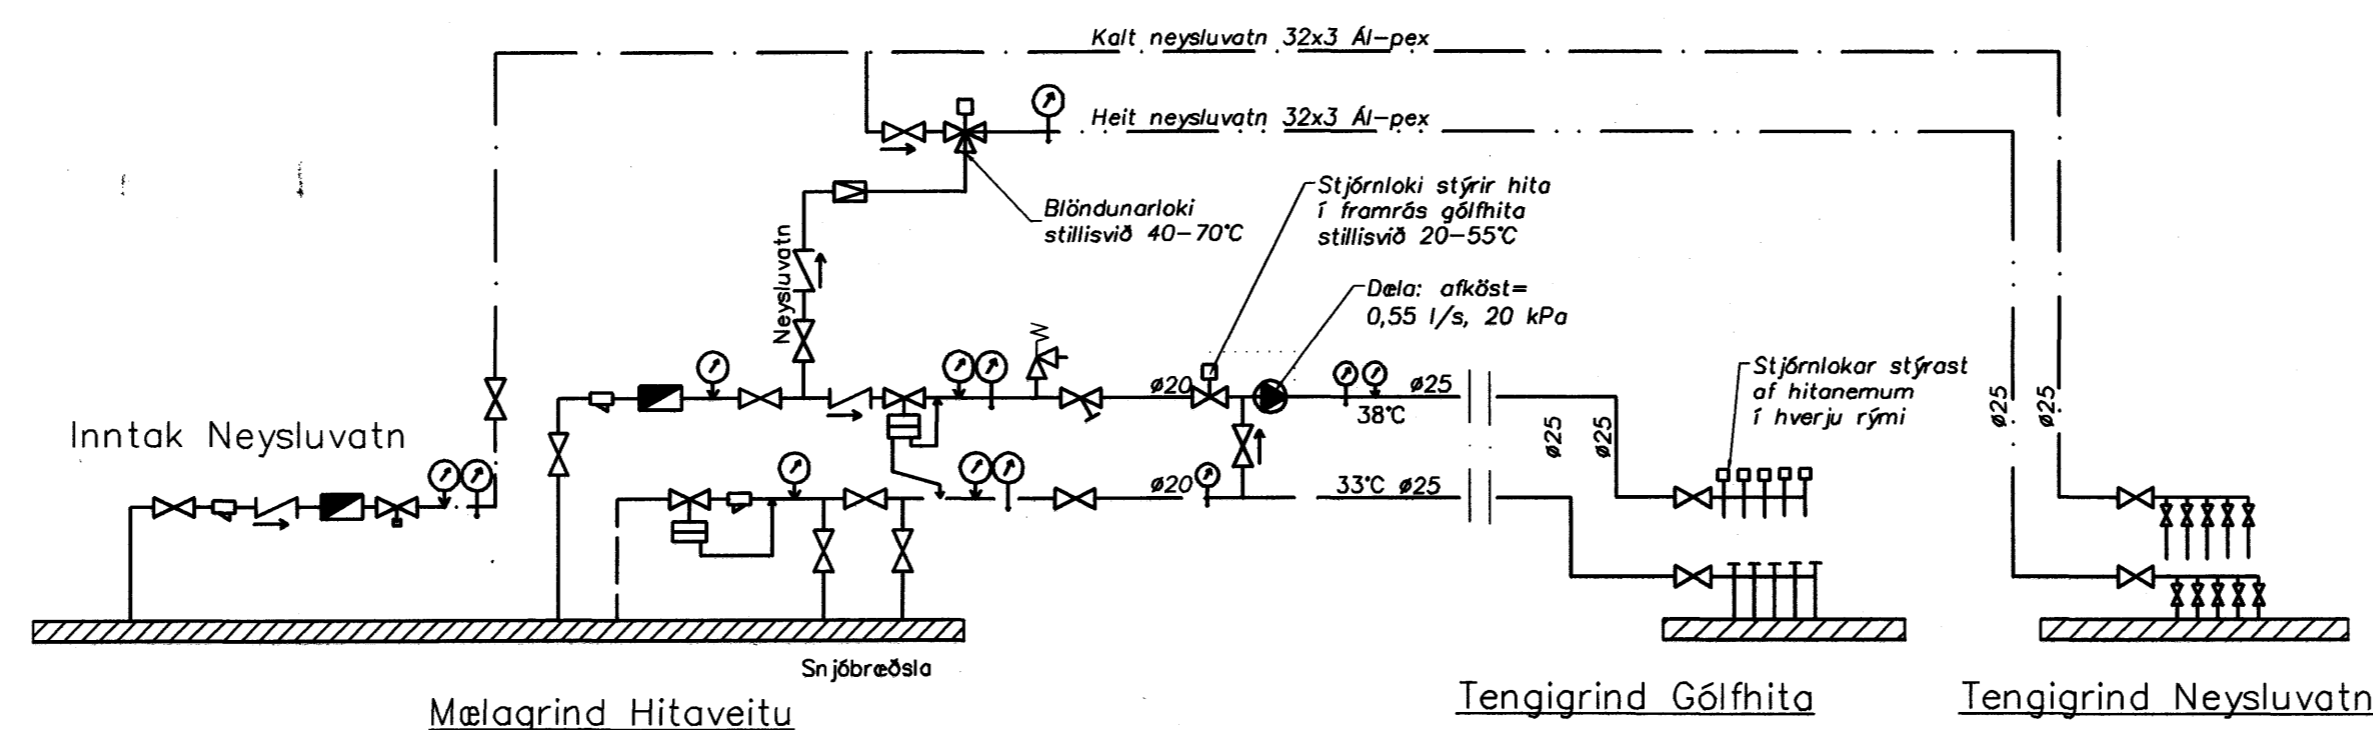 Kalt neysluvatn 32x3 Ál-pex
Heit neysluvatn 32x3 Ál-pex
Blöndunarloki
stillisvið 40-70°C
Stjórnloki stýrir hita
í framrás gólfhita
stillisvið 20-55°C
Neysluvatn
Dæla: afköst=
0,55 l/s, 20 kPa
Stjórnlokar stýrast
af hitanemum
í hverju rými
ø20
ø25
38°C
ø25
ø25
ø25
ø25
Inntak Neysluvatn
ø20
33°C ø25
Snjóbræðsla
Mælagrind Hitaveitu
Tengigrind Gólfhita
Tengigrind Neysluvatn